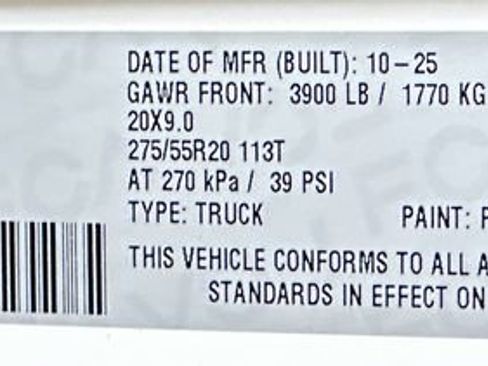 DATE OF MFR (BUILT): 10-25
GAWR FRONT: 3900 LB / 1770 KG
20X9.0
275/55R20 113T
AT 270 kPa / 39 PSI
TYPE: TRUCK PAINT:
THIS VEHICLE CONFORMS TO ALL A
STANDARDS IN EFFECT ON